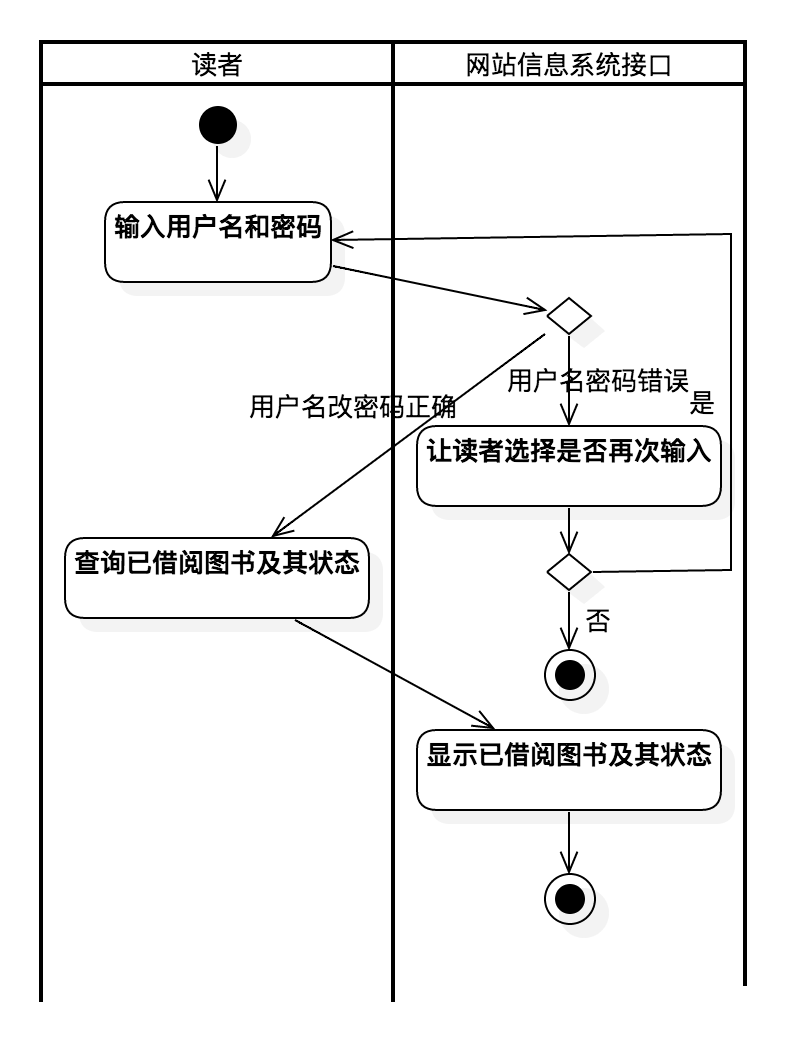 读者
网站信息系统接口
输入用户名和密码
用户名密码错误
是
用户名改密码正确
让读者选择是否再次输入
查询已借阅图书及其状态
否
显示已借阅图书及其状态